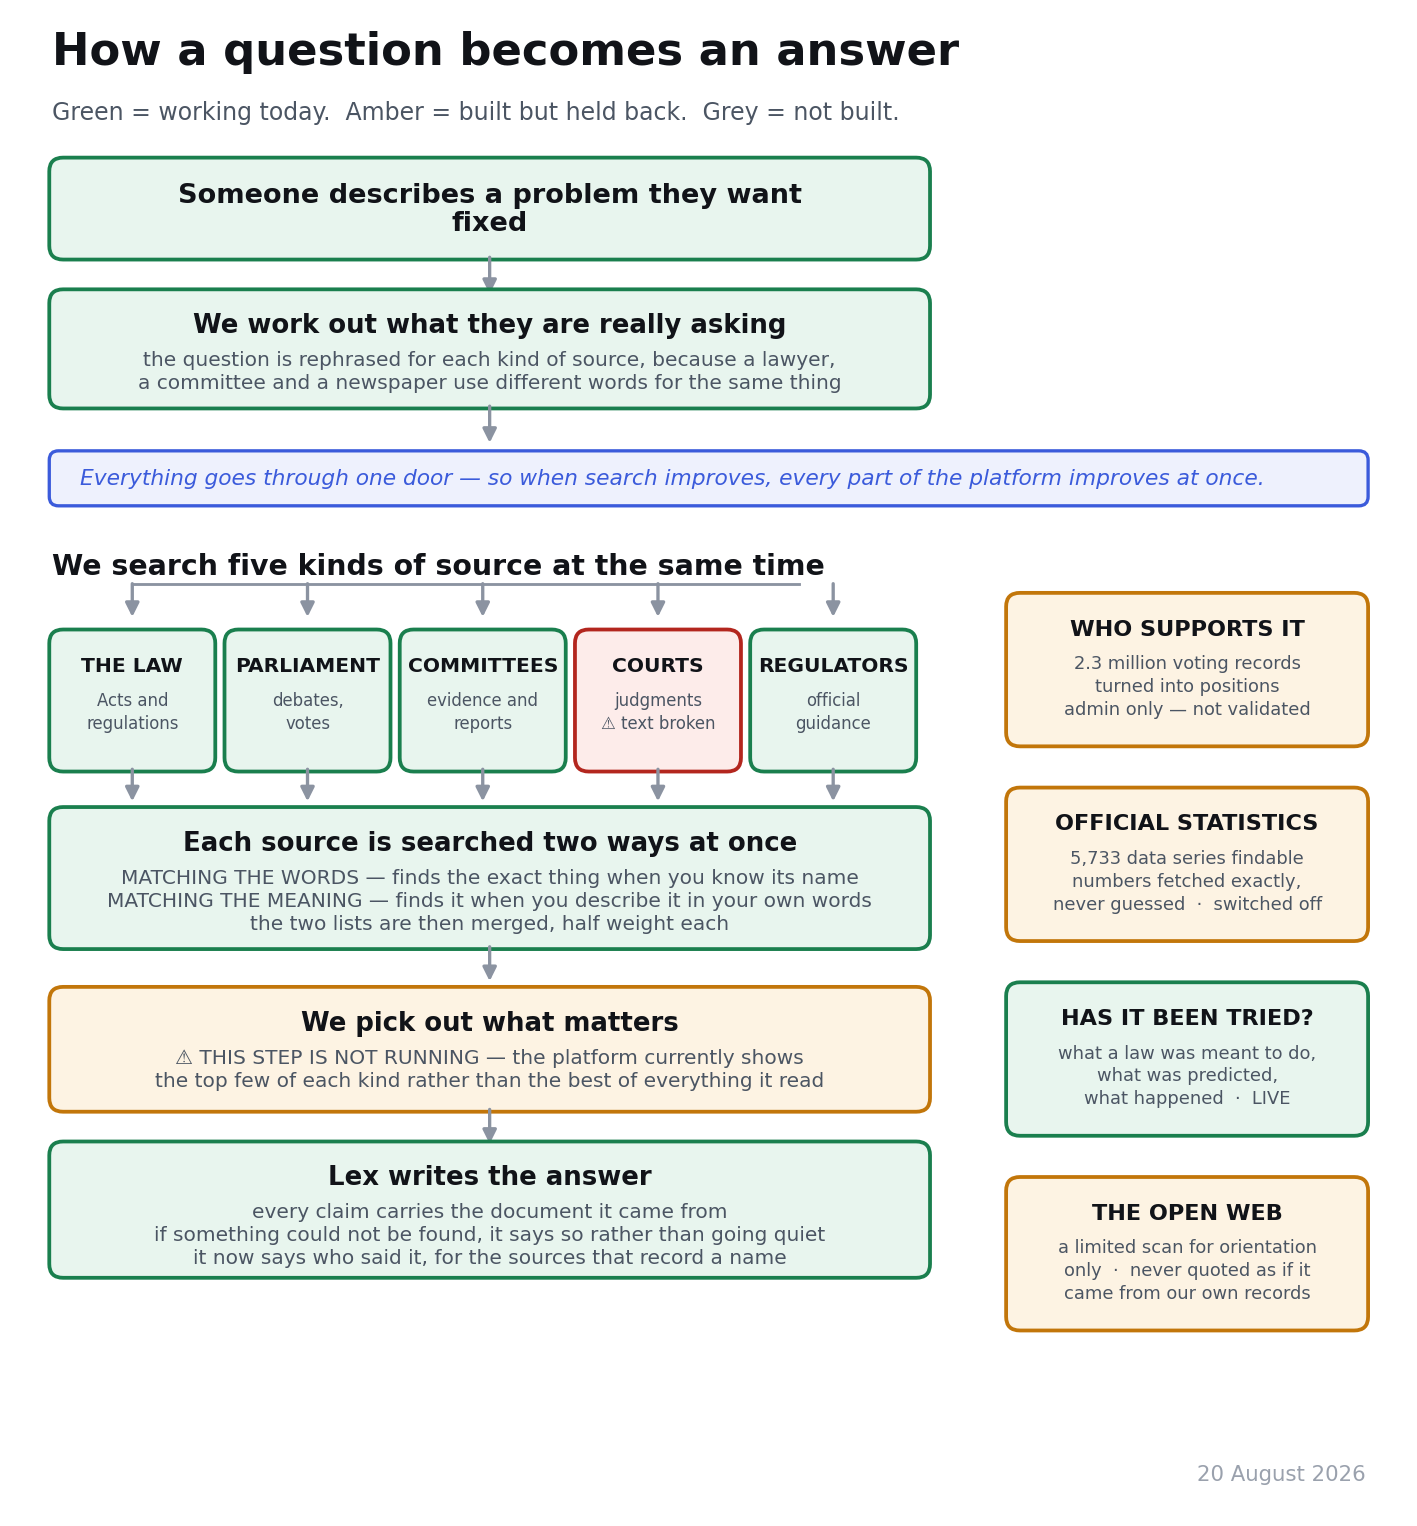 How a question becomes an answer
Green = working today.  Amber = built but held back.  Grey = not built.
Someone describes a problem they want
fixed
We work out what they are really asking
the question is rephrased for each kind of source, because a lawyer,
a committee and a newspaper use different words for the same thing
Everything goes through one door — so when search improves, every part of the platform improves at once.
We search five kinds of source at the same time
THE LAW
Acts and
regulations
PARLIAMENT
debates,
votes
COMMITTEES
evidence and
reports
COURTS
judgments
⚠ text broken
REGULATORS
official
guidance
Each source is searched two ways at once
MATCHING THE WORDS — finds the exact thing when you know its name
MATCHING THE MEANING — finds it when you describe it in your own words
the two lists are then merged, half weight each
We pick out what matters
⚠ THIS STEP IS NOT RUNNING — the platform currently shows
the top few of each kind rather than the best of everything it read
Lex writes the answer
every claim carries the document it came from
if something could not be found, it says so rather than going quiet
it now says who said it, for the sources that record a name
WHO SUPPORTS IT
2.3 million voting records
turned into positions
admin only — not validated
OFFICIAL STATISTICS
5,733 data series findable
numbers fetched exactly,
never guessed  ·  switched off
HAS IT BEEN TRIED?
what a law was meant to do,
what was predicted,
what happened  ·  LIVE
THE OPEN WEB
a limited scan for orientation
only  ·  never quoted as if it
came from our own records
20 August 2026